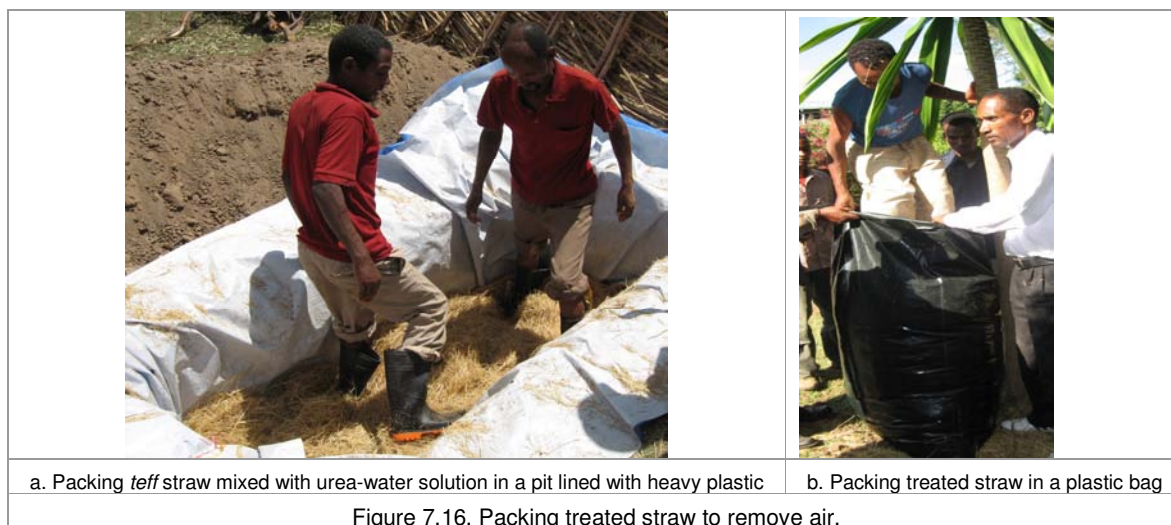 a. Packing teff straw mixed with urea-water solution in a pit lined with heavy plastic
b. Packing treated straw in a plastic bag
Figure 7.16. Packing treated straw to remove air.